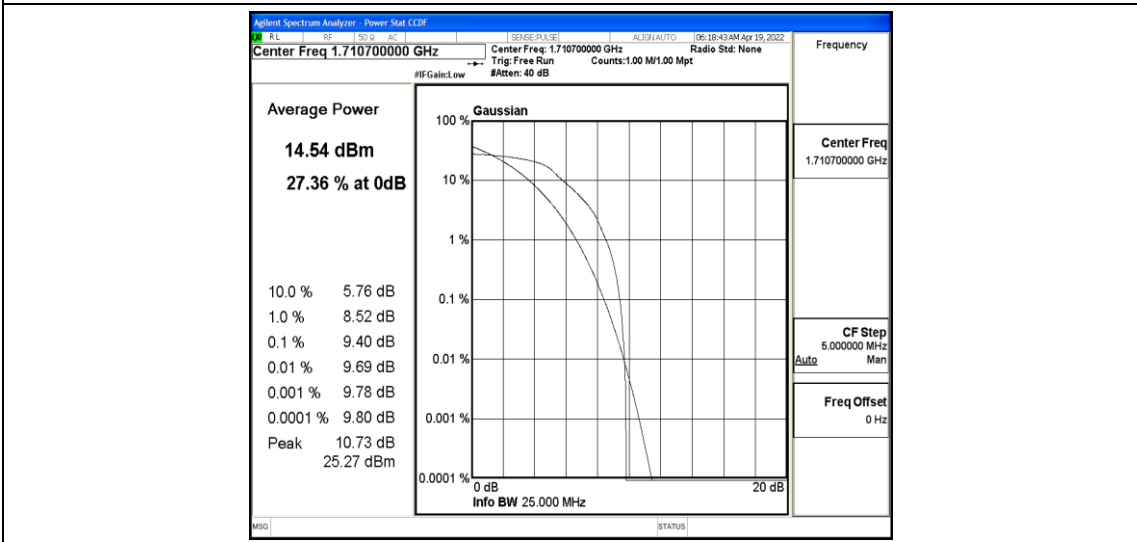 Agilent Spectrum Analyzer - Power Stat CCDF
RL RF 50 Ω AC SENSE:PULSE ALIGNAUTO 06:18:43 AM Apr 19, 2022
Center Freq 1.710700000 GHz
Center Freq: 1.710700000 GHz Radio Std: None
Trig: Free Run Counts:1.00 M/1.00 Mpt
#IFGain:Low #Atten: 40 dB
Frequency
Average Power
14.54 dBm
27.36 % at 0dB
10.0 % 5.76 dB
1.0 % 8.52 dB
0.1 % 9.40 dB
0.01 % 9.69 dB
0.001 % 9.78 dB
0.0001 % 9.80 dB
Peak 10.73 dB
25.27 dBm
Gaussian
100 %
10 %
1 %
0.1 %
0.01 %
0.001 %
0.0001 %
0 dB 20 dB
Info BW 25.000 MHz
Center Freq
1.710700000 GHz
CF Step
5.000000 MHz
Auto Man
Freq Offset
0 Hz
MSG STATUS